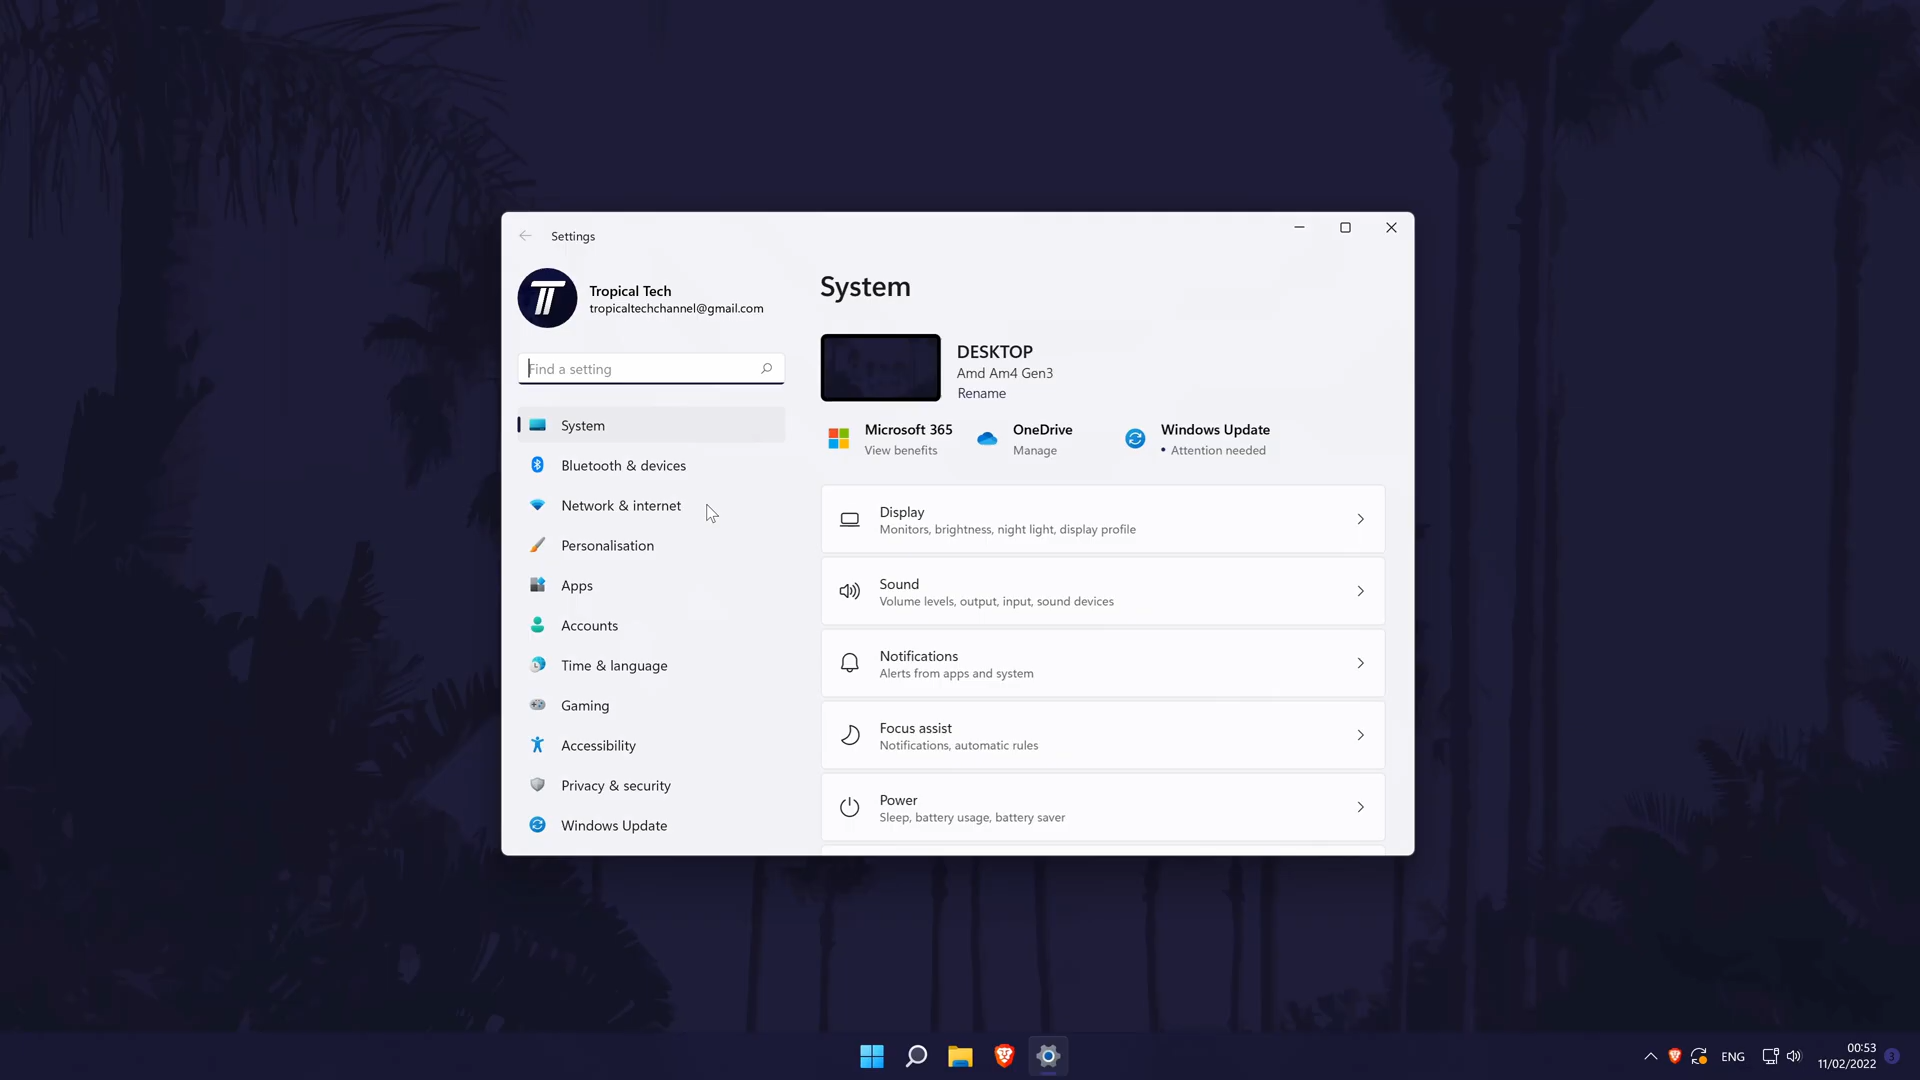 Settings
Tropical Tech
tropicaltechchannel@gmail.com
Find a setting
System
Bluetooth & devices
Network & internet
Personalisation
Apps
Accounts
Time & language
Gaming
Accessibility
Privacy & security
Windows Update
System
DESKTOP
Amd Am4 Gen3
Rename
Microsoft 365
View benefits
OneDrive
Manage
Windows Update
• Attention needed
Display
Monitors, brightness, night light, display profile
Sound
Volume levels, output, input, sound devices
Notifications
Alerts from apps and system
Focus assist
Notifications, automatic rules
Power
Sleep, battery usage, battery saver
ENG
00:53
11/02/2022
3